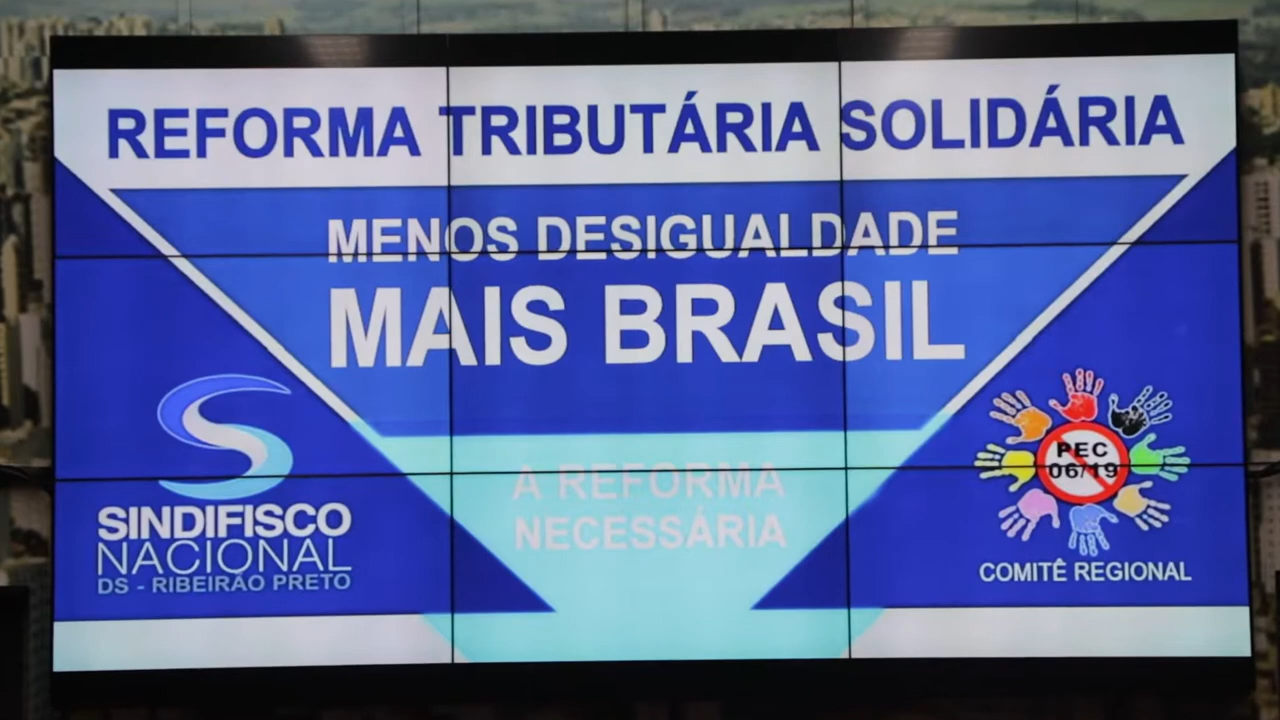 REFORMA TRIBUTÁRIA SOLIDÁRIA
MENOS DESIGUALDADE
MAIS BRASIL
A REFORMA
NECESSÁRIA
SINDIFISCO
NACIONAL
DS - RIBEIRÃO PRETO
PEC
06/19
COMITÊ REGIONAL